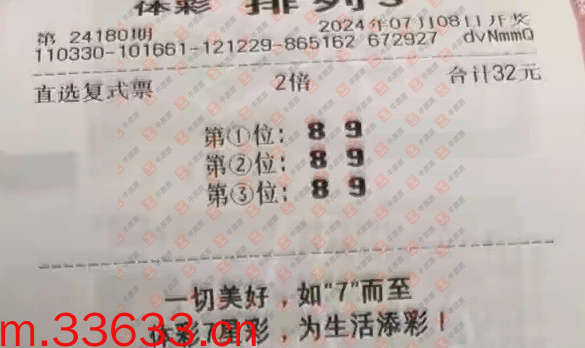 体彩 排列3
第 24180期 2024年07月08日开奖
110330-101661-121229-865162 672927 dvNmmQ
直选复式票 2倍 合计32元
第①位: 8 9
第②位: 8 9
第③位: 8 9
一切美好，如“7”而至
体彩7星彩，为生活添彩！
m.33633.cn